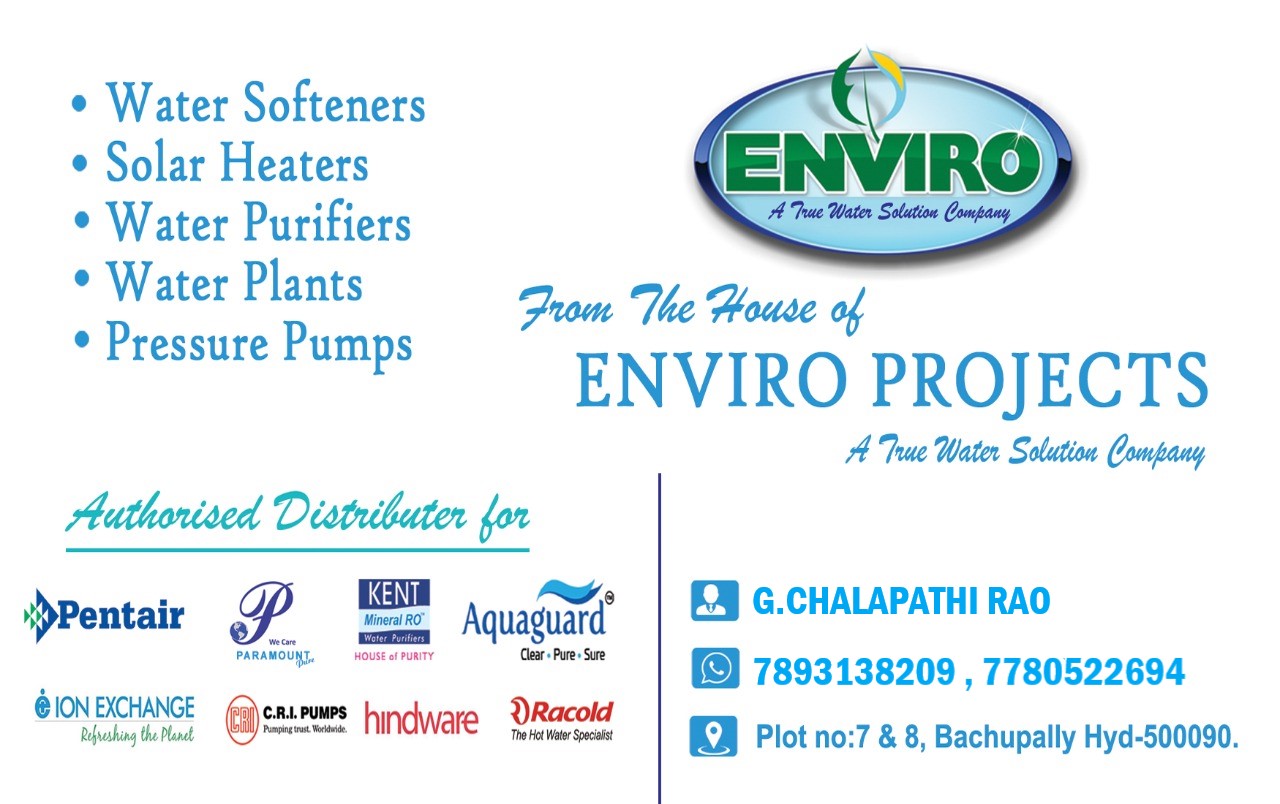 • Water Softeners
• Solar Heaters
• Water Purifiers
• Water Plants
• Pressure Pumps
ENVIRO
A True Water Solution Company
From The House of
ENVIRO PROJECTS
A True Water Solution Company
Authorised Distributer for
Pentair
P
We Care
PARAMOUNT
Pure
KENT
Mineral RO™
Water Purifiers
HOUSE of PURITY
Aquaguard™
Clear • Pure • Sure
ION EXCHANGE
Refreshing the Planet
CRI
C.R.I. PUMPS
Pumping trust. Worldwide.
hindware
Racold
The Hot Water Specialist
G.CHALAPATHI RAO
7893138209 , 7780522694
Plot no:7 & 8, Bachupally Hyd-500090.